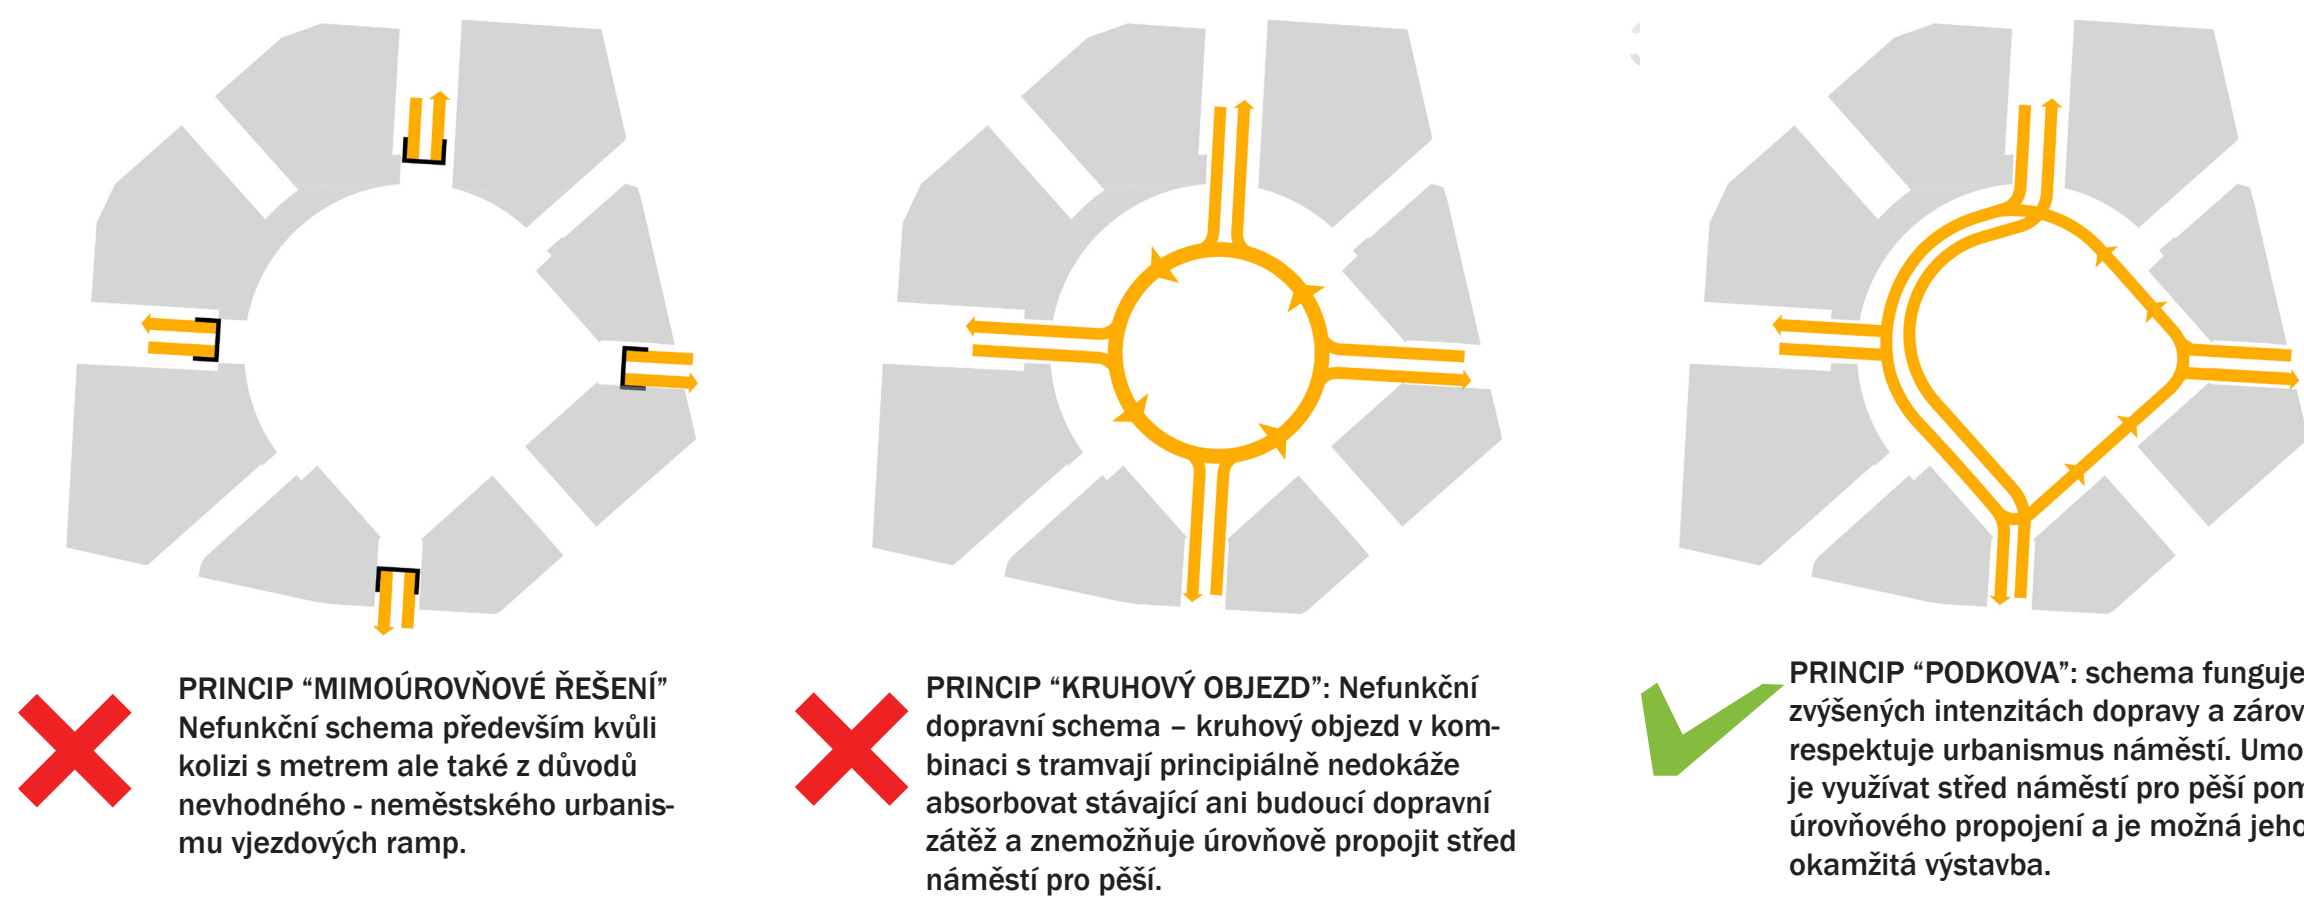 PRINCIP “MIMOÚROVŇOVÉ ŘEŠENÍ”
Nefunkční schema především kvůli
kolizi s metrem ale také z důvodů
nevhodného - neměstského urbanis-
mu vjezdových ramp.
PRINCIP “KRUHOVÝ OBJEZD”: Nefunkční
dopravní schema – kruhový objezd v kom-
binaci s tramvají principiálně nedokáže
absorbovat stávající ani budoucí dopravní
zátěž a znemožňuje úrovňově propojit střed
náměstí pro pěší.
PRINCIP “PODKOVA”: schema funguje
zvýšených intenzitách dopravy a zárov
respektuje urbanismus náměstí. Umo
je využívat střed náměstí pro pěší pom
úrovňového propojení a je možná jeho
okamžitá výstavba.